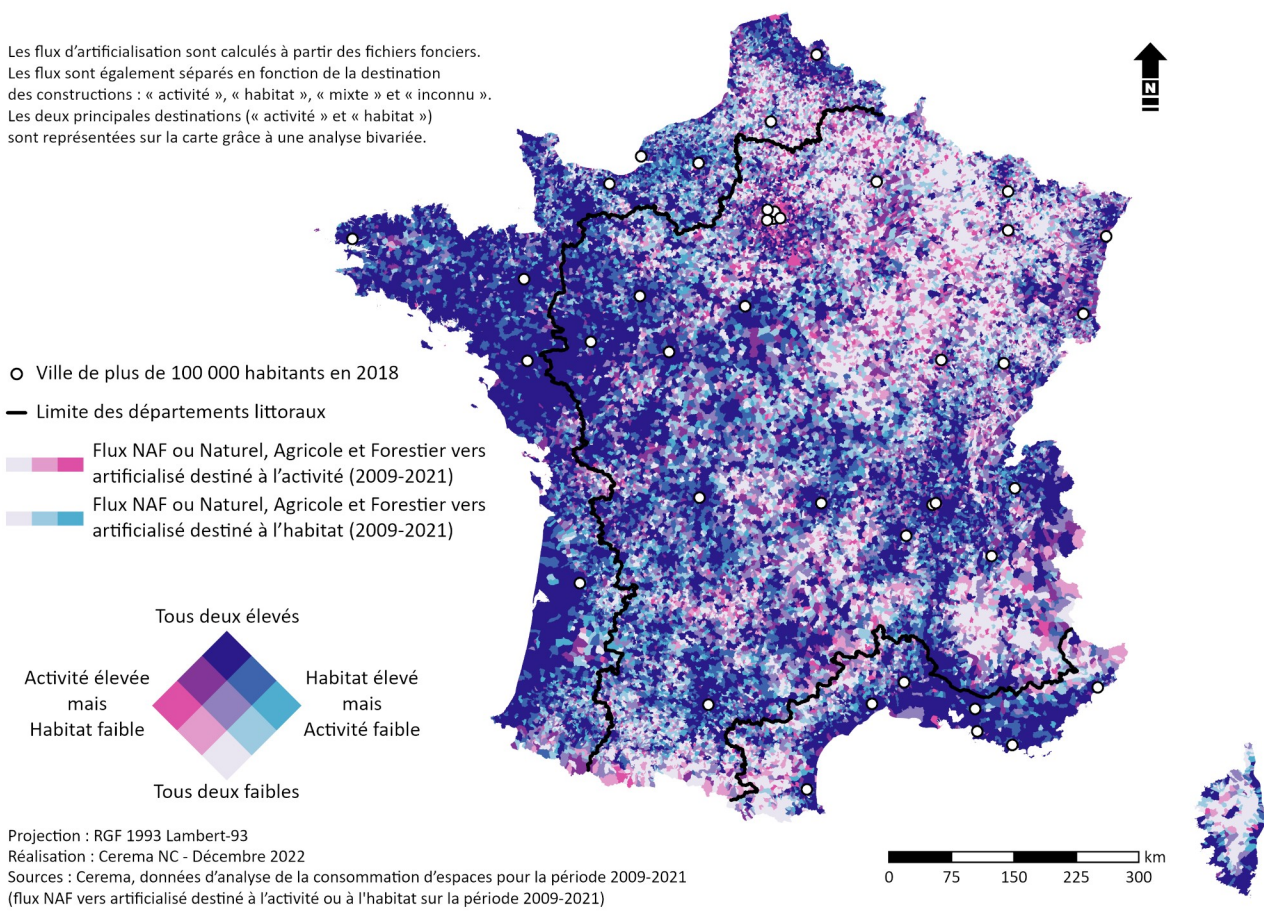 Les flux d’artificialisation sont calculés à partir des fichiers fonciers.
Les flux sont également séparés en fonction de la destination
des constructions : « activité », « habitat », « mixte » et « inconnu ».
Les deux principales destinations (« activité » et « habitat »)
sont représentées sur la carte grâce à une analyse bivariée.
N
Ville de plus de 100 000 habitants en 2018
Limite des départements littoraux
Flux NAF ou Naturel, Agricole et Forestier vers
artificialisé destiné à l’activité (2009-2021)
Flux NAF ou Naturel, Agricole et Forestier vers
artificialisé destiné à l’habitat (2009-2021)
Tous deux élevés
Activité élevée
mais
Habitat faible
Habitat élevé
mais
Activité faible
Tous deux faibles
Projection : RGF 1993 Lambert-93
Réalisation : Cerema NC - Décembre 2022
Sources : Cerema, données d’analyse de la consommation d’espaces pour la période 2009-2021
(flux NAF vers artificialisé destiné à l’activité ou à l'habitat sur la période 2009-2021)
km
0 75 150 225 300